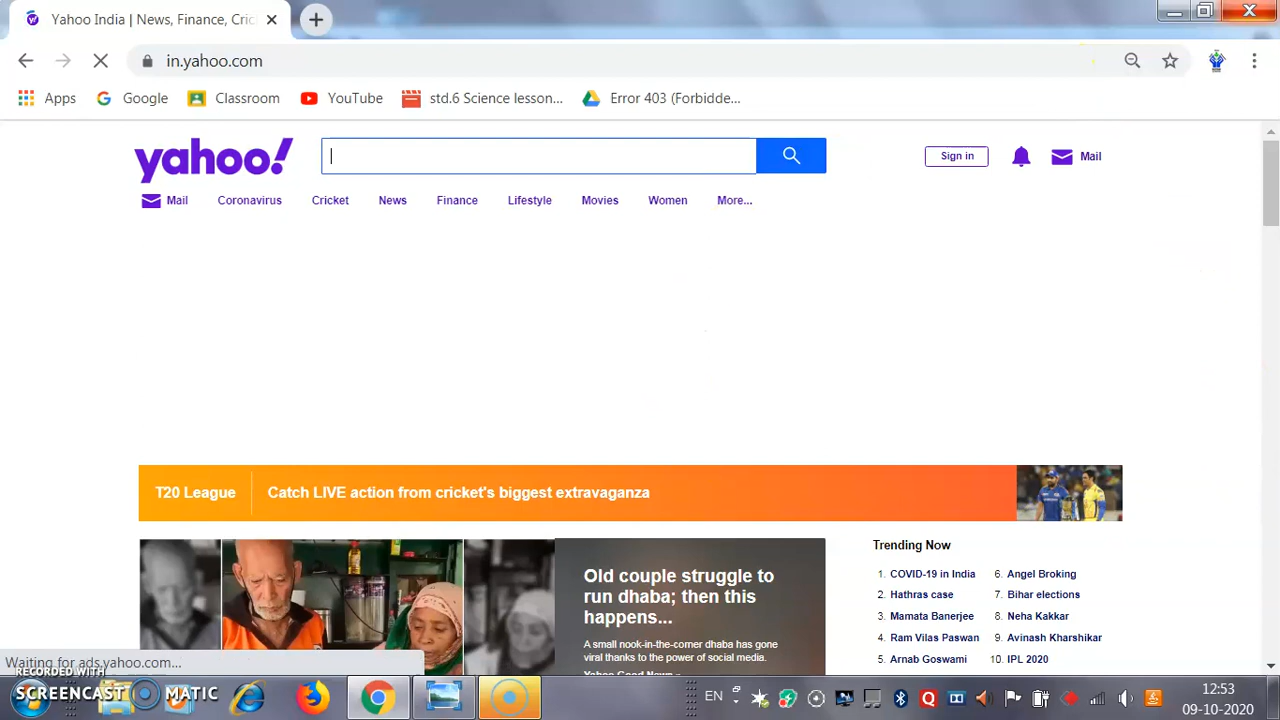 Yahoo India | News, Finance, Cric
in.yahoo.com
Apps Google Classroom YouTube std.6 Science lesson... Error 403 (Forbidde...
yahoo!
Sign in Mail
Mail Coronavirus Cricket News Finance Lifestyle Movies Women More...
T20 League Catch LIVE action from cricket's biggest extravaganza
Old couple struggle to
run dhaba; then this
happens...
A small nook-in-the-corner dhaba has gone
viral thanks to the power of social media.
Yahoo Good News »
Trending Now
1. COVID-19 in India
2. Hathras case
3. Mamata Banerjee
4. Ram Vilas Paswan
5. Arnab Goswami
6. Angel Broking
7. Bihar elections
8. Neha Kakkar
9. Avinash Kharshikar
10. IPL 2020
Waiting for ads.yahoo.com...
RECORDED WITH
SCREENCAST MATIC
EN
12:53
09-10-2020